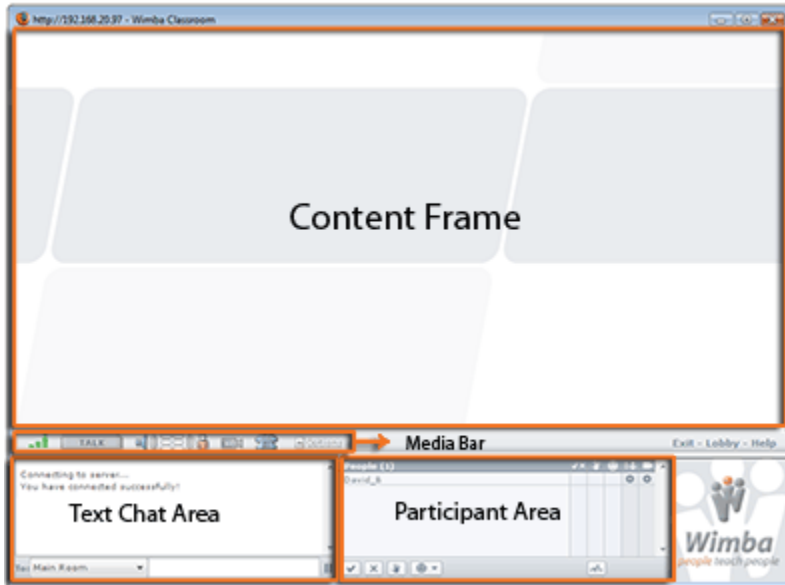 http://192.168.20.97 - Wimba Classroom
Content Frame
TALK
Media Bar
Exit - Lobby - Help
Connecting to server...
You have connected successfully!
Text Chat Area
Main Room
People (1)
David_R
Participant Area
Wimba
people teach people